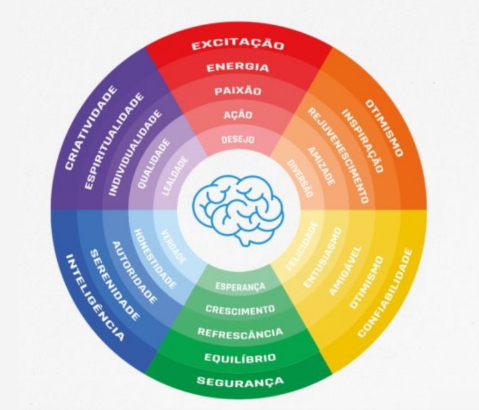 EXCITAÇÃO
ENERGIA
PAIXÃO
AÇÃO
DESEJO
OTIMISMO
INSPIRAÇÃO
REJUVENESCIMENTO
AMIZADE
DIVERSÃO
CONFIABILIDADE
OTIMISMO
AMIGÁVEL
ENTUSIASMO
FELICIDADE
ESPERANÇA
CRESCIMENTO
REFRESCÂNCIA
EQUILÍBRIO
SEGURANÇA
INTELIGÊNCIA
SERENIDADE
AUTORIDADE
HONESTIDADE
VERDADE
CRIATIVIDADE
ESPIRITUALIDADE
INDIVIDUALIDADE
QUALIDADE
LEALDADE